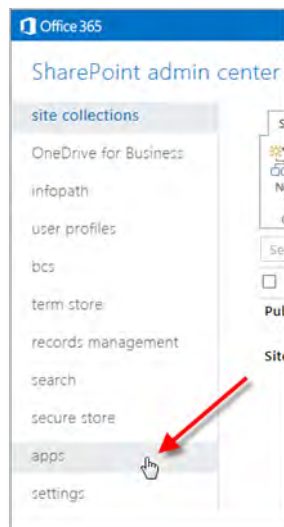 Office 365
SharePoint admin center
site collections
OneDrive for Business
infopath
user profiles
bcs
term store
records management
search
secure store
apps
settings